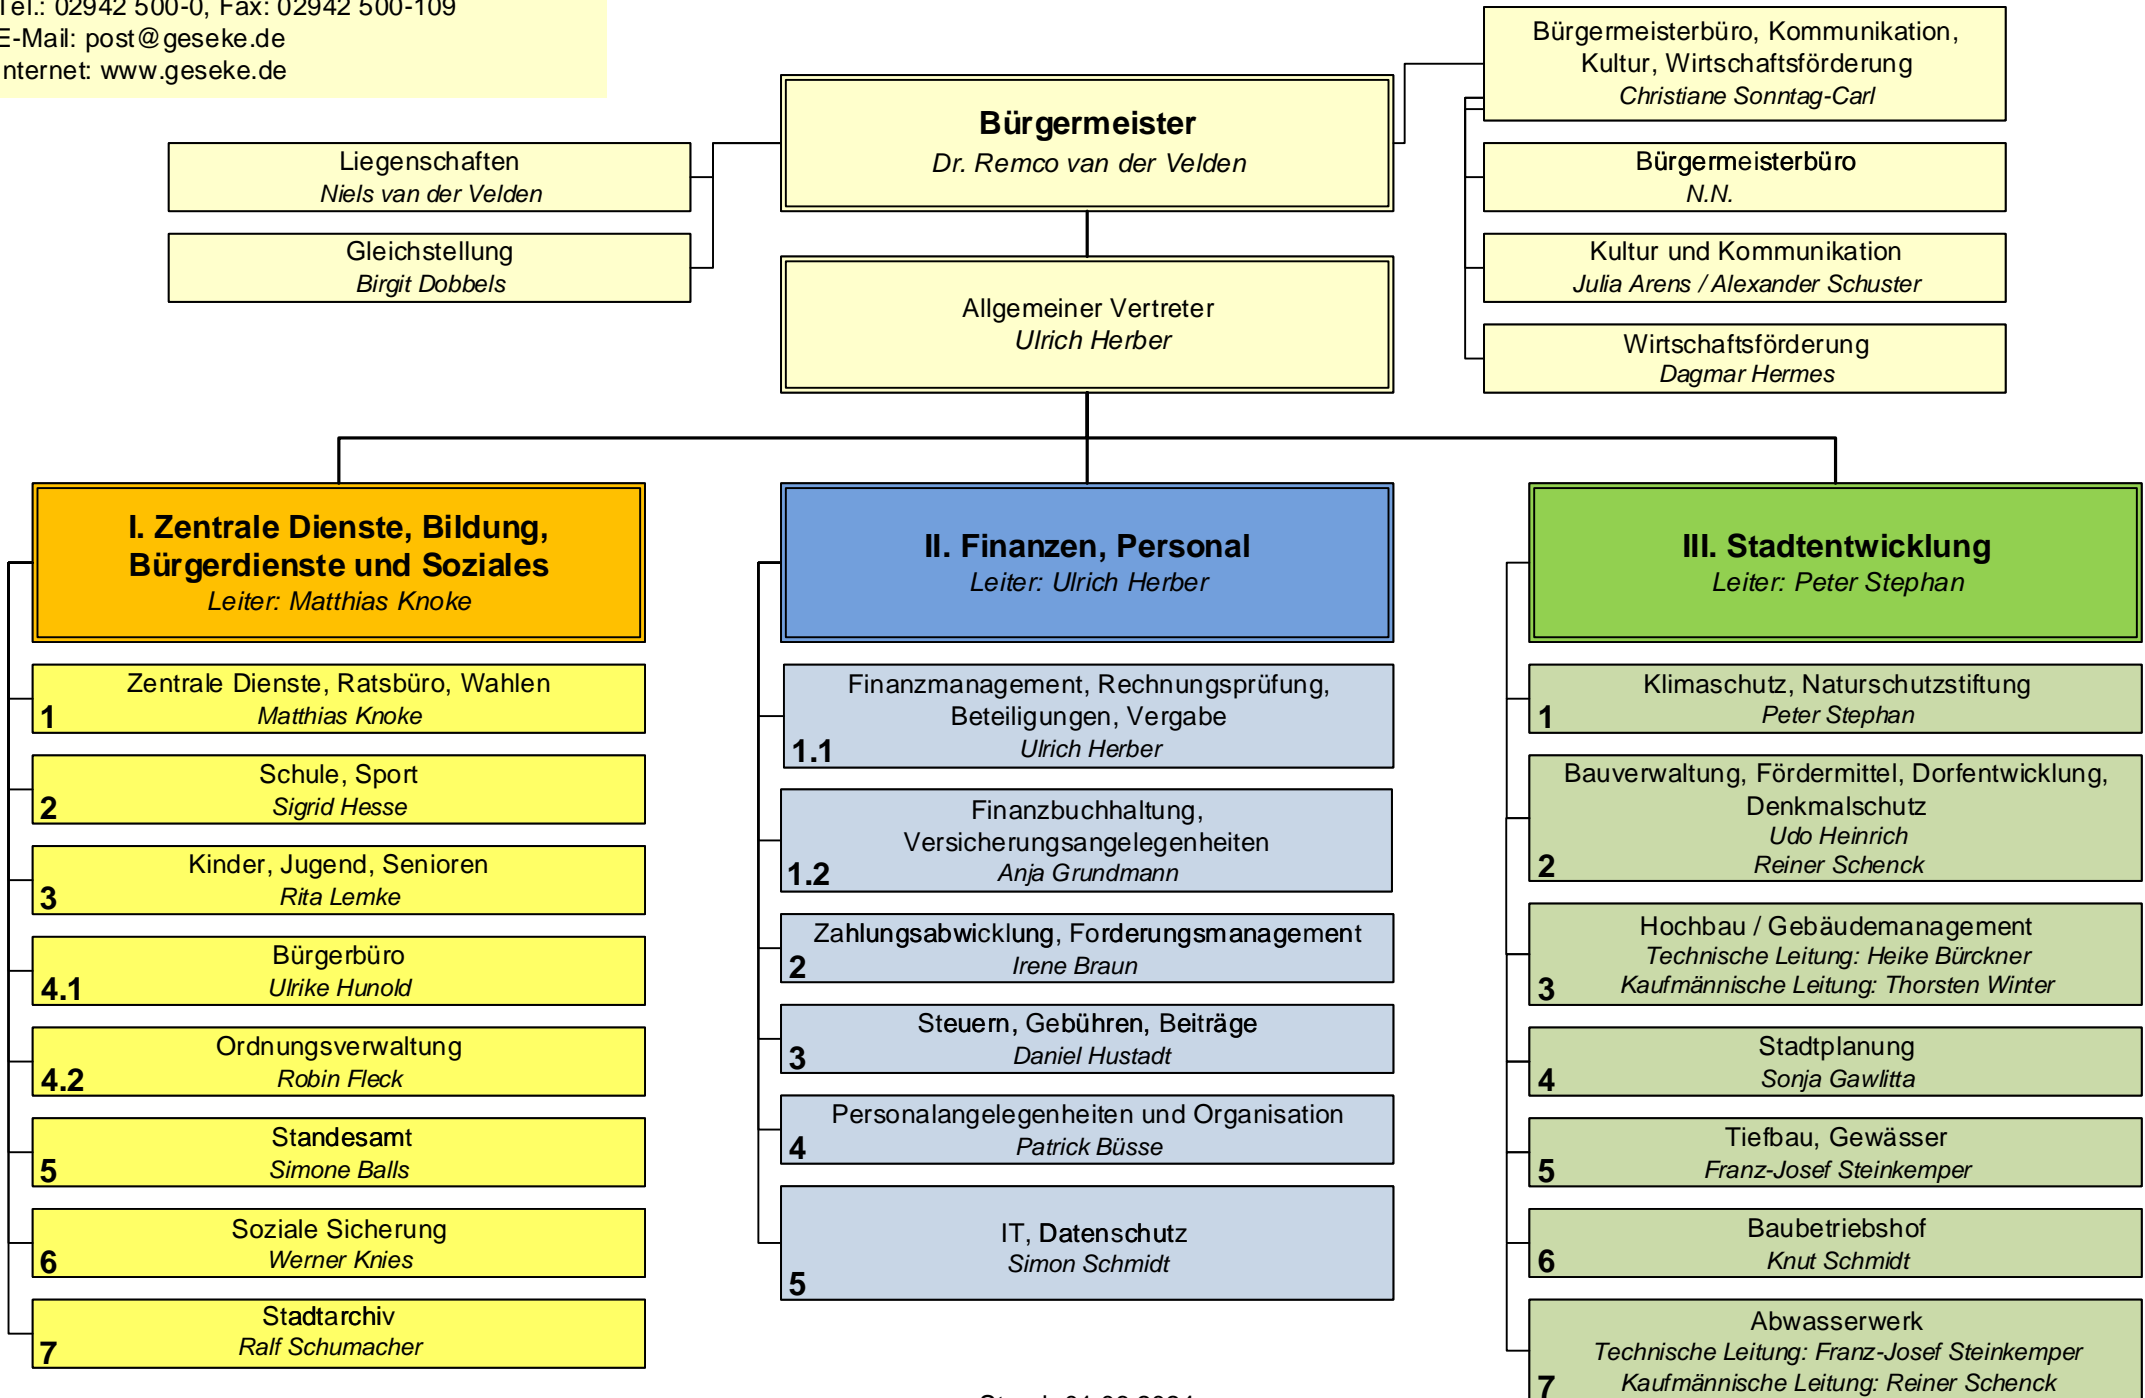 Tel.: 02942 500-0, Fax: 02942 500-109
E-Mail: post@geseke.de
Internet: www.geseke.de
Bürgermeister
Dr. Remco van der Velden
Liegenschaften
Niels van der Velden
Gleichstellung
Birgit Dobbels
Allgemeiner Vertreter
Ulrich Herber
Bürgermeisterbüro, Kommunikation,
Kultur, Wirtschaftsförderung
Christiane Sonntag-Carl
Bürgermeisterbüro
N.N.
Kultur und Kommunikation
Julia Arens / Alexander Schuster
Wirtschaftsförderung
Dagmar Hermes
I. Zentrale Dienste, Bildung,
Bürgerdienste und Soziales
Leiter: Matthias Knoke
Zentrale Dienste, Ratsbüro, Wahlen
Matthias Knoke
1
Schule, Sport
Sigrid Hesse
2
Kinder, Jugend, Senioren
Rita Lemke
3
Bürgerbüro
Ulrike Hunold
4.1
Ordnungsverwaltung
Robin Fleck
4.2
Standesamt
Simone Balls
5
Soziale Sicherung
Werner Knies
6
Stadtarchiv
Ralf Schumacher
7
II. Finanzen, Personal
Leiter: Ulrich Herber
Finanzmanagement, Rechnungsprüfung,
Beteiligungen, Vergabe
Ulrich Herber
1.1
Finanzbuchhaltung,
Versicherungsangelegenheiten
Anja Grundmann
1.2
Zahlungsabwicklung, Forderungsmanagement
Irene Braun
2
Steuern, Gebühren, Beiträge
Daniel Hustadt
3
Personalangelegenheiten und Organisation
Patrick Büsse
4
IT, Datenschutz
Simon Schmidt
5
III. Stadtentwicklung
Leiter: Peter Stephan
Klimaschutz, Naturschutzstiftung
Peter Stephan
1
Bauverwaltung, Fördermittel, Dorfentwicklung,
Denkmalschutz
Udo Heinrich
Reiner Schenck
2
Hochbau / Gebäudemanagement
Technische Leitung: Heike Bürckner
Kaufmännische Leitung: Thorsten Winter
3
Stadtplanung
Sonja Gawlitta
4
Tiefbau, Gewässer
Franz-Josef Steinkemper
5
Baubetriebshof
Knut Schmidt
6
Abwasserwerk
Technische Leitung: Franz-Josef Steinkemper
Kaufmännische Leitung: Reiner Schenck
7